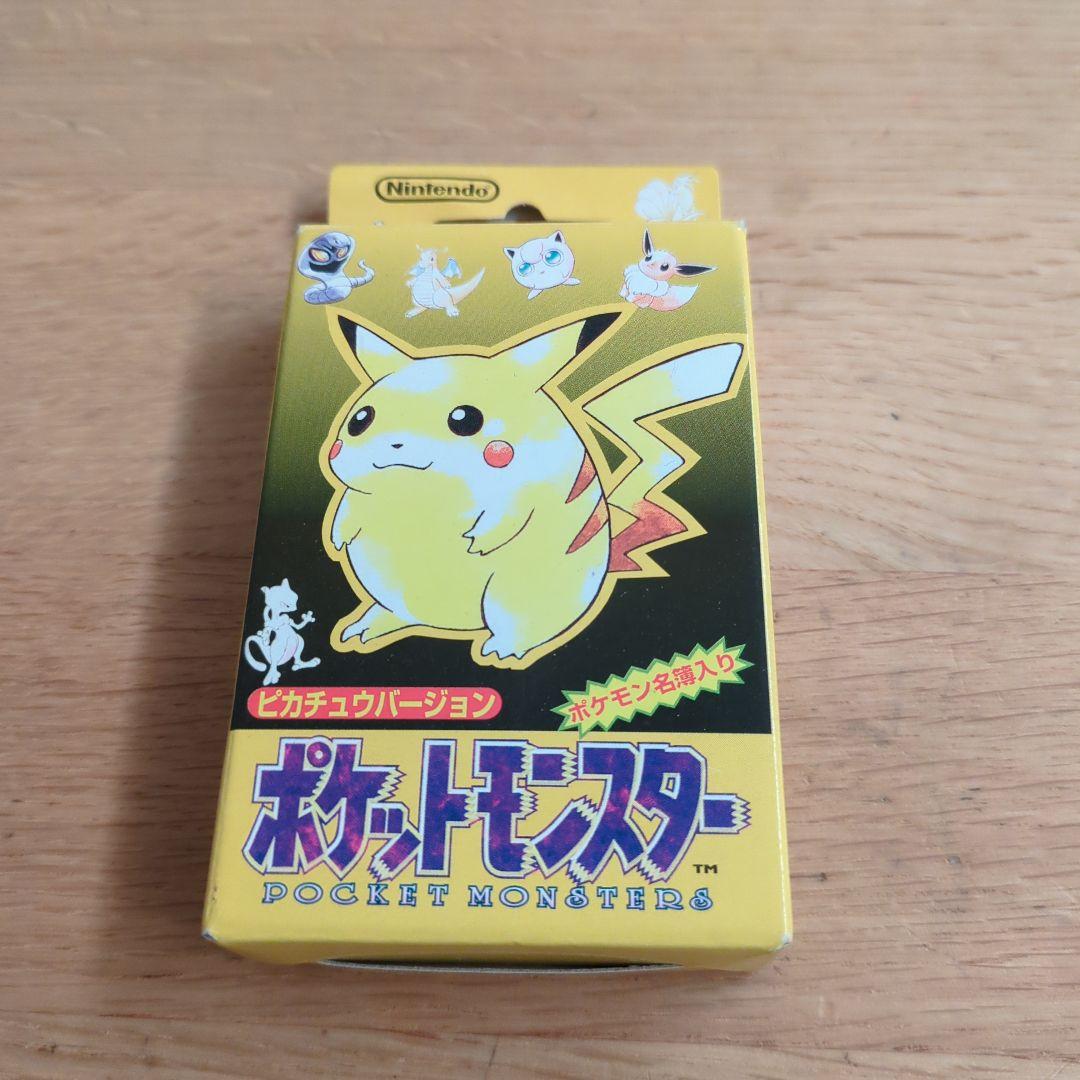 Nintendo
ピカチュウバージョン
ポケモン名簿入り
ポケットモンスター
TM
POCKET MONSTERS